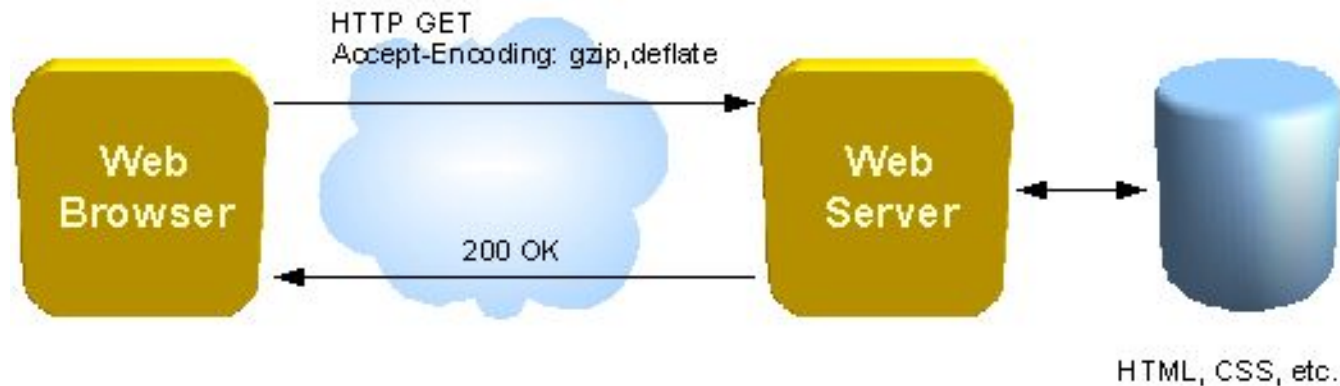 HTTP GET
Accept-Encoding: gzip,deflate
Web
Browser
Web
Server
200 OK
HTML, CSS, etc.